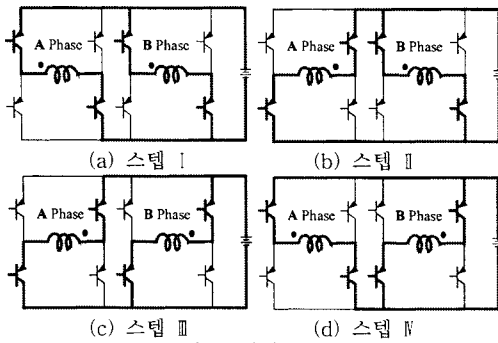 A Phase B Phase
A Phase B Phase
(a) 스텝 Ⅰ (b) 스텝 Ⅱ
A Phase B Phase
A Phase B Phase
(c) 스텝 Ⅲ (d) 스텝 Ⅳ